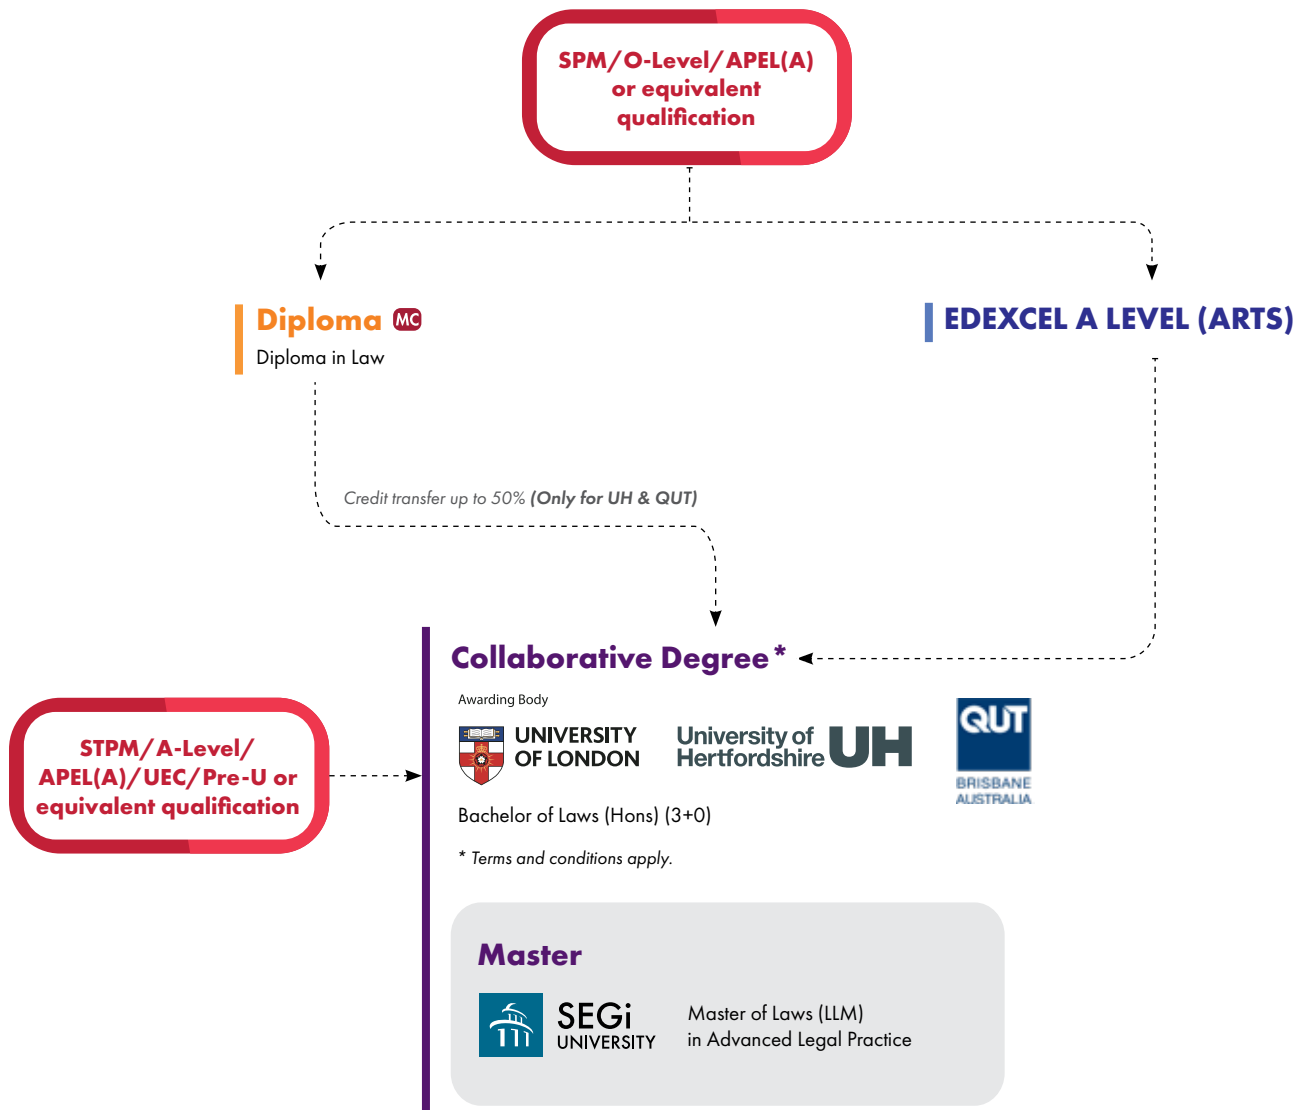 SPM/O-Level/APEL(A)
or equivalent
qualification
Diploma MC
Diploma in Law
EDEXCEL A LEVEL (ARTS)
Credit transfer up to 50% (Only for UH & QUT)
Collaborative Degree*
Awarding Body
UNIVERSITY
OF LONDON
University of
Hertfordshire UH
QUT
BRISBANE
AUSTRALIA
STPM/A-Level/
APEL(A)/UEC/Pre-U or
equivalent qualification
Bachelor of Laws (Hons) (3+0)
* Terms and conditions apply.
Master
SEGi
UNIVERSITY
Master of Laws (LLM)
in Advanced Legal Practice